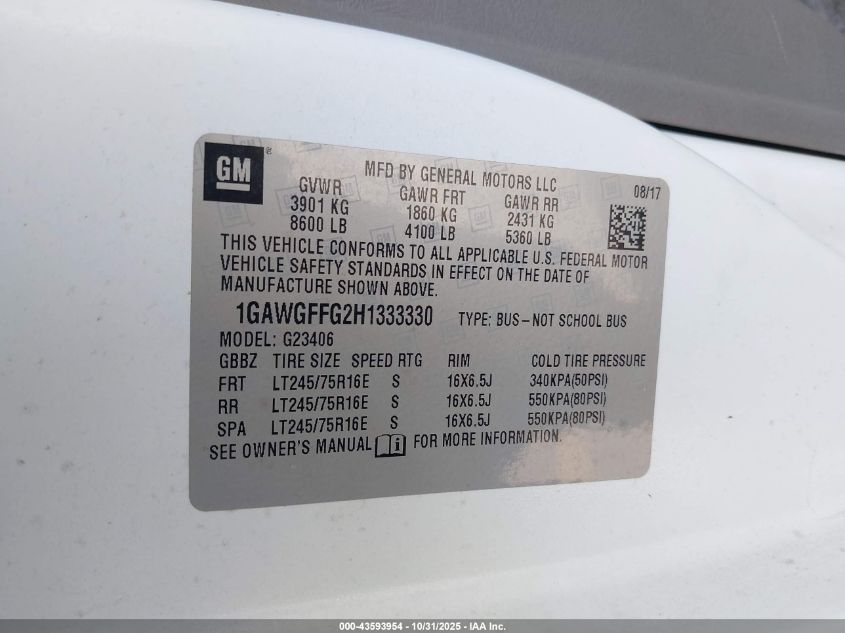 GM
MFD BY GENERAL MOTORS LLC
08/17
GVWR GAWR FRT GAWR RR
3901 KG 1860 KG 2431 KG
8600 LB 4100 LB 5360 LB
THIS VEHICLE CONFORMS TO ALL APPLICABLE U.S. FEDERAL MOTOR
VEHICLE SAFETY STANDARDS IN EFFECT ON THE DATE OF
MANUFACTURE SHOWN ABOVE.
1GAWGFFG2H1333330 TYPE: BUS–NOT SCHOOL BUS
MODEL: G23406
GBBZ TIRE SIZE SPEED RTG RIM COLD TIRE PRESSURE
FRT LT245/75R16E S 16X6.5J 340KPA(50PSI)
RR LT245/75R16E S 16X6.5J 550KPA(80PSI)
SPA LT245/75R16E S 16X6.5J 550KPA(80PSI)
SEE OWNER'S MANUAL FOR MORE INFORMATION.
000-43593954 - 10/31/2025 - IAA Inc.